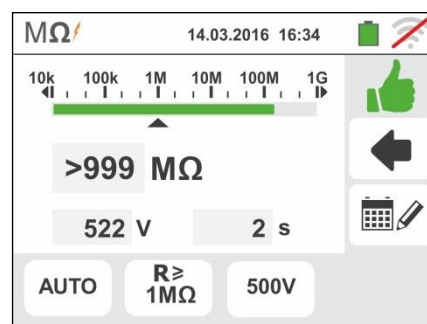 MΩ 14.03.2016 16:34
10k 100k 1M 10M 100M 1G
>999 MΩ
522 V 2 s
AUTO R≥ 1MΩ 500V